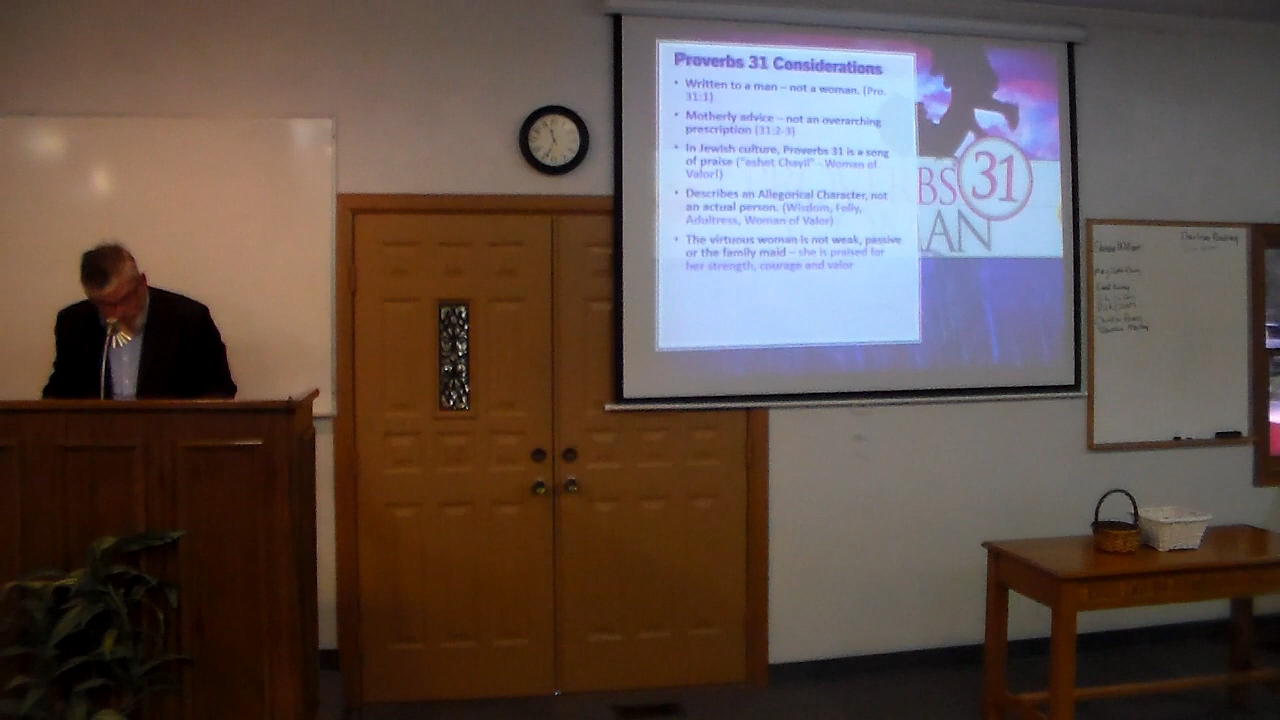 Proverbs 31 Considerations
• Written to a man – not a woman. (Pro.
31:1)
• Motherly advice – not an overarching
prescription (31:2-3)
• In Jewish culture, Proverbs 31 is a song
of praise ("eshet Chayil" - Woman of
Valor!)
• Describes an Allegorical Character, not
an actual person. (Wisdom, Folly,
Adultress, Woman of Valor)
• The virtuous woman is not weak, passive
or the family maid – she is praised for
her strength, courage and valor
BS 31
AN